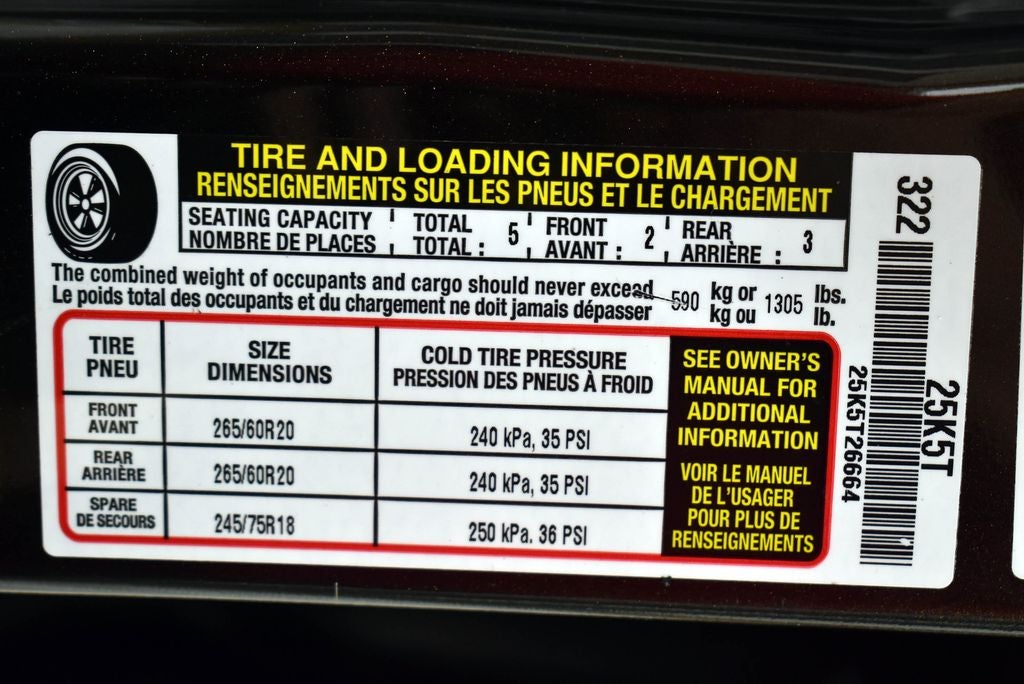 TIRE AND LOADING INFORMATION
RENSEIGNEMENTS SUR LES PNEUS ET LE CHARGEMENT
SEATING CAPACITY TOTAL FRONT REAR
NOMBRE DE PLACES TOTAL : 5 AVANT : 2 ARRIÈRE : 3
The combined weight of occupants and cargo should never exceed 590 kg or 1305 lbs.
Le poids total des occupants et du chargement ne doit jamais dépasser kg ou lb.
TIRE
PNEU
SIZE
DIMENSIONS
COLD TIRE PRESSURE
PRESSION DES PNEUS À FROID
FRONT
AVANT
265/60R20
240 kPa, 35 PSI
REAR
ARRIÈRE
265/60R20
240 kPa, 35 PSI
SPARE
DE SECOURS
245/75R18
250 kPa. 36 PSI
SEE OWNER'S
MANUAL FOR
ADDITIONAL
INFORMATION
VOIR LE MANUEL
DE L'USAGER
POUR PLUS DE
RENSEIGNEMENTS
322
25K5T
25K5T26664